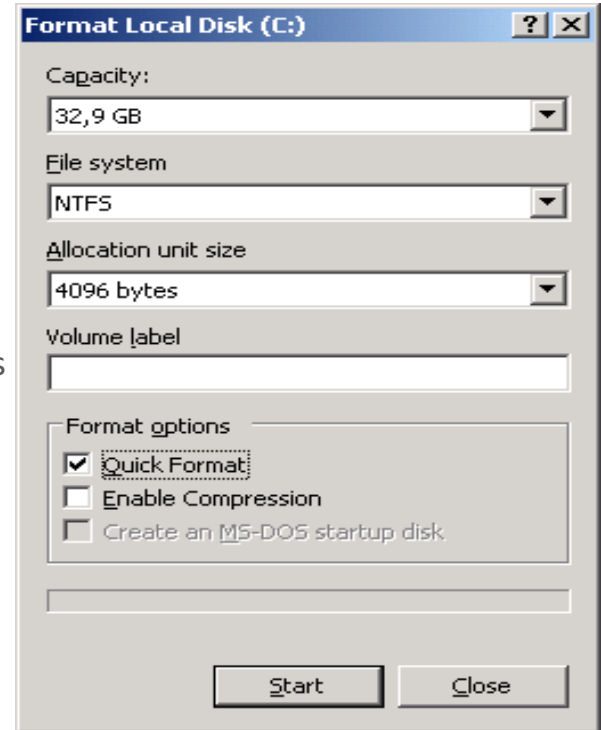 Format Local Disk (C:)
Capacity:
32,9 GB
File system
NTFS
Allocation unit size
4096 bytes
Volume label
s
Format options
Quick Format
Enable Compression
Create an MS-DOS startup disk
Start Close